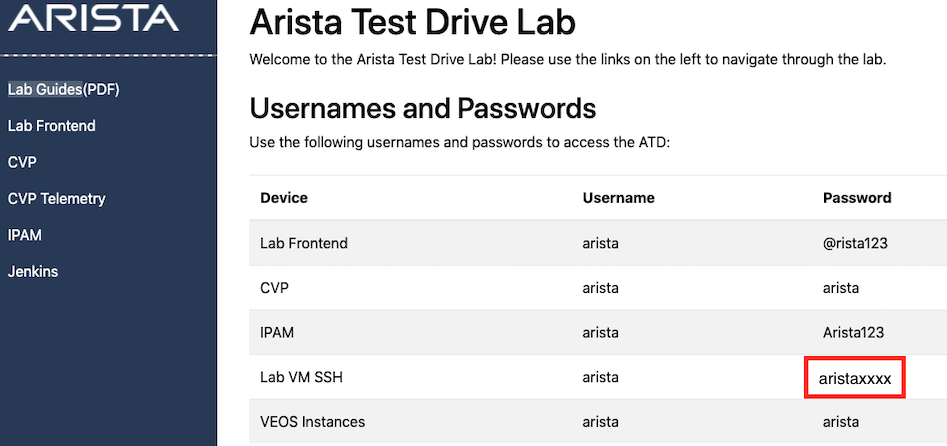 ARISTA
Lab Guides(PDF)
Lab Frontend
CVP
CVP Telemetry
IPAM
Jenkins
Arista Test Drive Lab
Welcome to the Arista Test Drive Lab! Please use the links on the left to navigate through the lab.
Usernames and Passwords
Use the following usernames and passwords to access the ATD:
Device Username Password
Lab Frontend arista @rista123
CVP arista arista
IPAM arista Arista123
Lab VM SSH arista aristaxxxx
VEOS Instances arista arista